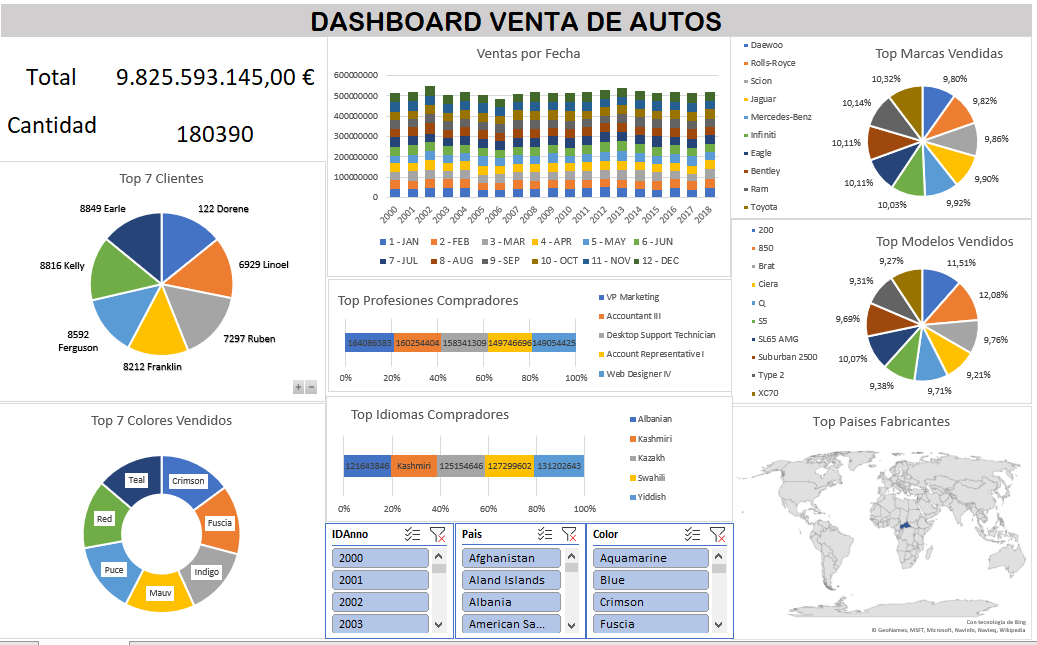 DASHBOARD VENTA DE AUTOS
Total 9.825.593.145,00 €
Cantidad
180390
Top 7 Clientes
8849 Earle
122 Dorene
8816 Kelly
6929 Linoel
8592
Ferguson
7297 Ruben
8212 Franklin
Top 7 Colores Vendidos
Teal
Crimson
Red
Fuscia
Puce
Indigo
Mauv
Ventas por Fecha
600000000
500000000
400000000
300000000
200000000
100000000
0
2000 2001 2002 2003 2004 2005 2006 2007 2008 2009 2010 2011 2012 2013 2014 2015 2016 2017 2018
1 - JAN 2 - FEB 3 - MAR 4 - APR 5 - MAY 6 - JUN
7 - JUL 8 - AUG 9 - SEP 10 - OCT 11 - NOV 12 - DEC
Top Profesiones Compradores
164086383 160254404 158341309 149746696 149054425
0% 20% 40% 60% 80% 100%
VP Marketing
Accountant III
Desktop Support Technician
Account Representative I
Web Designer IV
Top Idiomas Compradores
121643846 Kashmiri 125154646 127299602 131202643
0% 20% 40% 60% 80% 100%
Albanian
Kashmiri
Kazakh
Swahili
Yiddish
IDAnno
2000
2001
2002
2003
Pais
Afghanistan
Aland Islands
Albania
American Sa...
Color
Aquamarine
Blue
Crimson
Fuscia
Top Marcas Vendidas
Daewoo
Rolls-Royce
Scion
Jaguar
Mercedes-Benz
Infiniti
Eagle
Bentley
Ram
Toyota
10,32% 9,80%
10,14% 9,82%
10,11% 9,86%
10,11% 9,90%
10,03% 9,92%
Top Modelos Vendidos
200
850
Brat
Ciera
Q
S5
SL65 AMG
Suburban 2500
Type 2
XC70
9,27% 11,51%
9,31% 12,08%
9,69% 9,76%
10,07% 9,21%
9,38% 9,71%
Top Paises Fabricantes
Con tecnología de Bing
© GeoNames, MSFT, Microsoft, NavInfo, Navteq, Wikipedia